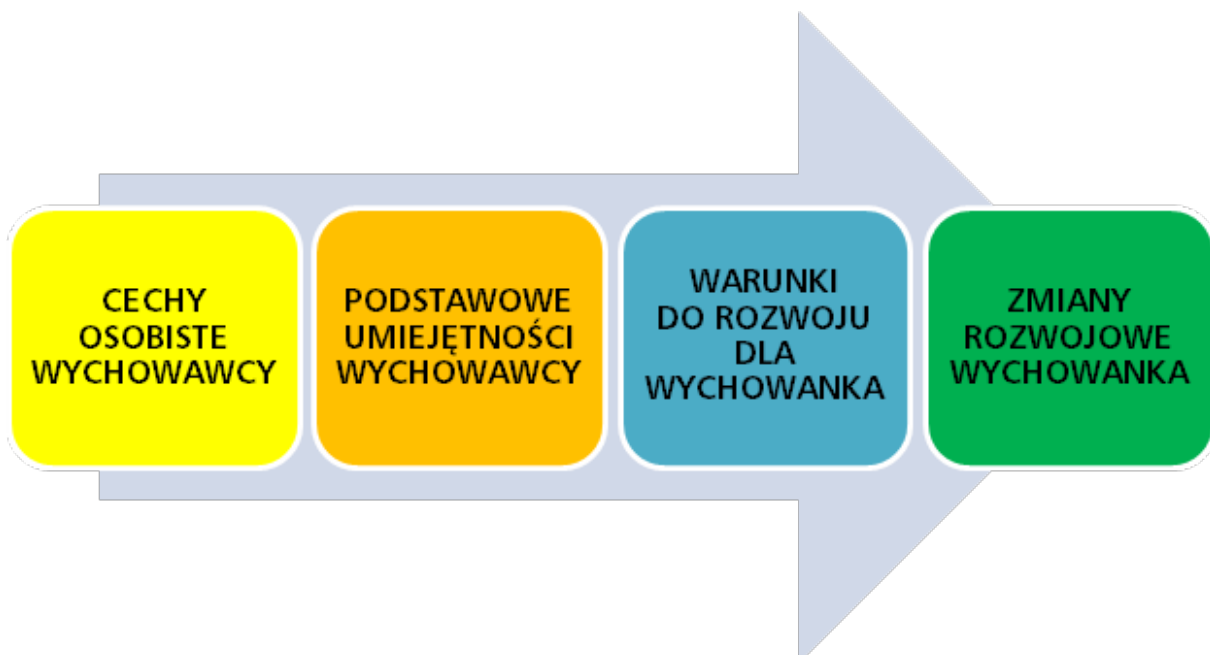 CECHY
OSOBISTE
WYCHOWAWCY
PODSTAWOWE
UMIEJĘTNOŚCI
WYCHOWAWCY
WARUNKI
DO ROZWOJU
DLA
WYCHOWANKA
ZMIANY
ROZWOJOWE
WYCHOWANKA